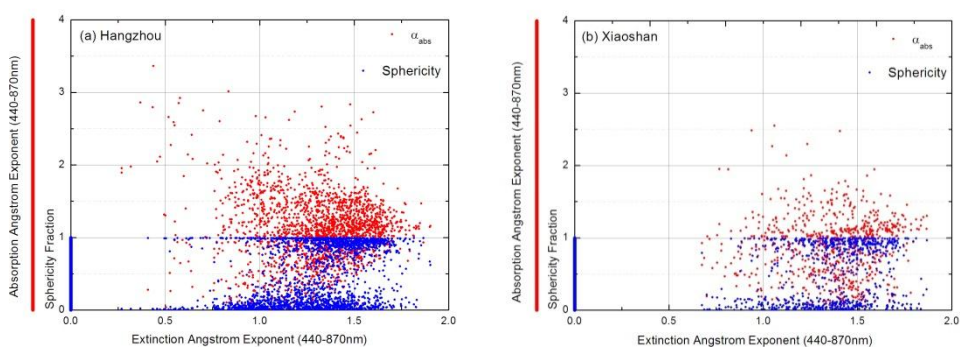 (a) Hangzhou
α abs
Sphericity
Absorption Angstrom Exponent (440-870nm)
Sphericity Fraction
4
3
2
1
0
0.0 0.5 1.0 1.5 2.0
Extinction Angstrom Exponent (440-870nm)
(b) Xiaoshan
α abs
Sphericity
Absorption Angstrom Exponent (440-870nm)
Sphericity Fraction
4
3
2
1
0
0.0 0.5 1.0 1.5 2.0
Extinction Angstrom Exponent (440-870nm)